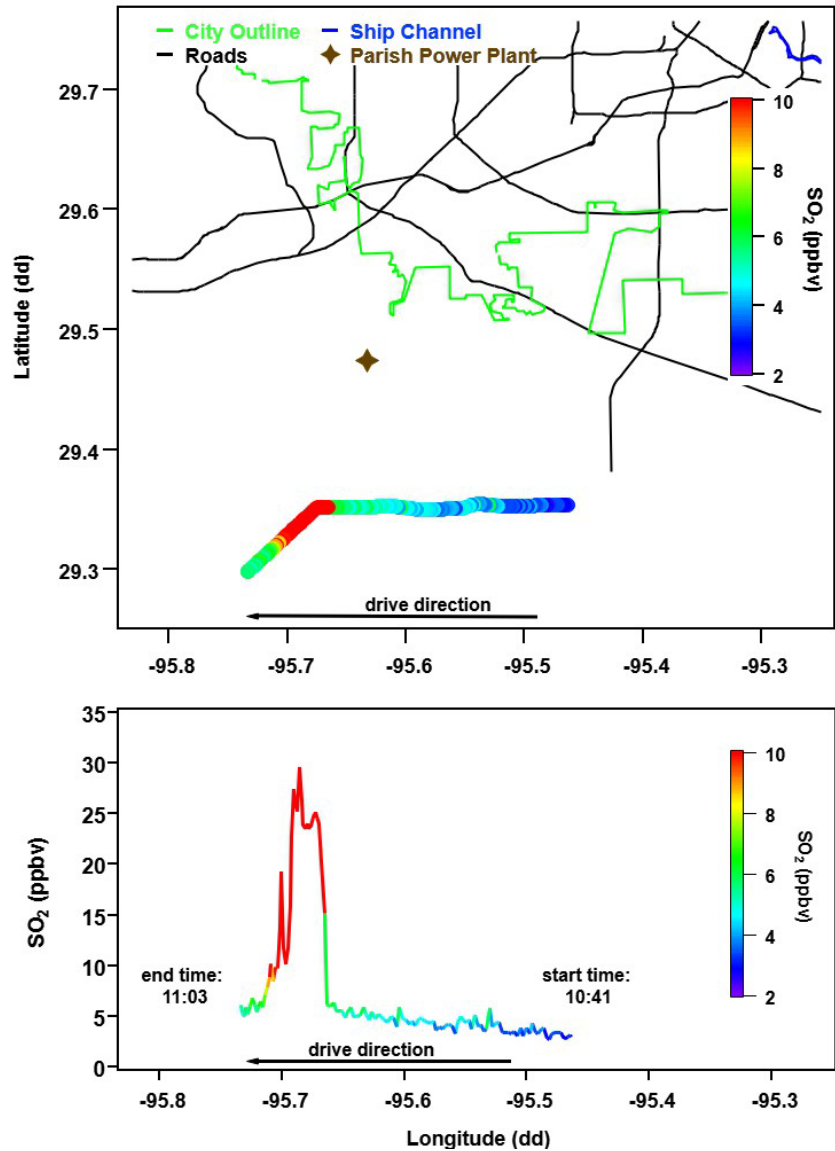 City Outline
Ship Channel
Roads
Parish Power Plant
29.7
29.6
29.5
29.4
29.3
Latitude (dd)
10
8
6
4
2
SO2 (ppbv)
drive direction
-95.8 -95.7 -95.6 -95.5 -95.4 -95.3
35
30
25
20
15
10
5
0
SO2 (ppbv)
10
8
6
4
2
SO2 (ppbv)
end time:
11:03
start time:
10:41
drive direction
-95.8 -95.7 -95.6 -95.5 -95.4 -95.3
Longitude (dd)